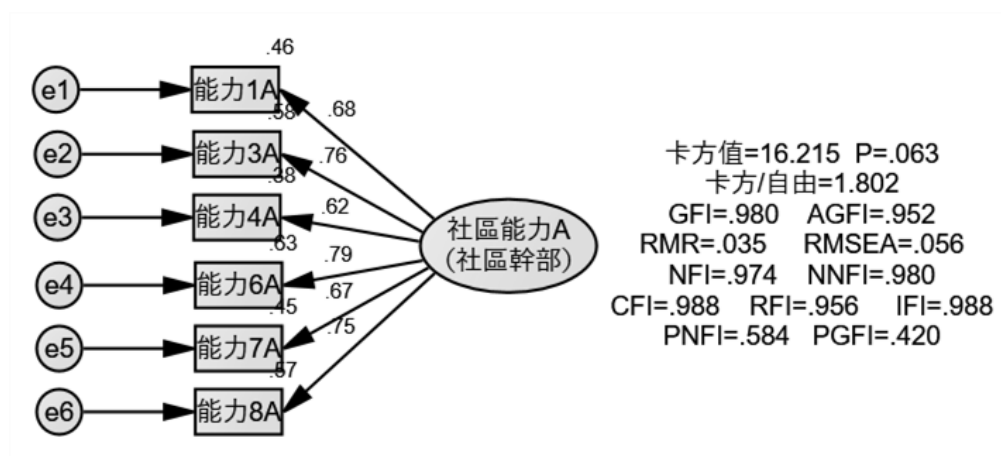 .46
e1
能力1A
.68
.58
e2
能力3A
.76
.38
e3
能力4A
.62
.63
e4
能力6A
.79
.45
e5
能力7A
.67
.57
e6
能力8A
.75
社區能力A
(社區幹部)
卡方值=16.215 P=.063
卡方/自由=1.802
GFI=.980 AGFI=.952
RMR=.035 RMSEA=.056
NFI=.974 NNFI=.980
CFI=.988 RFI=.956 IFI=.988
PNFI=.584 PGFI=.420